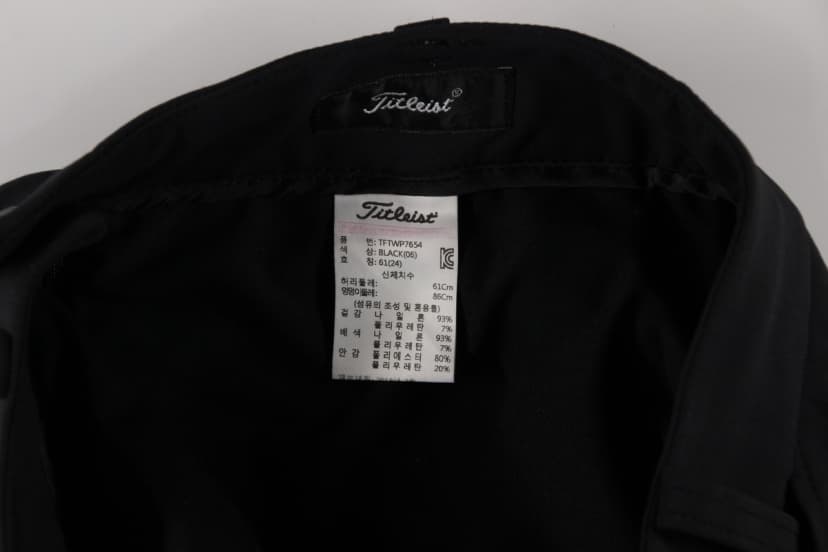 Titleist
Titleist
품 번: TFTWP7654
색 상: BLACK(06)
호 칭: 61(24)
신체치수
허리둘레: 61Cm
엉덩이둘레: 86Cm
(섬유의 조성 및 혼용률)
겉감 나일론 93%
폴리우레탄 7%
배색 나일론 93%
폴리우레탄 7%
안감 폴리에스터 80%
폴리우레탄 20%